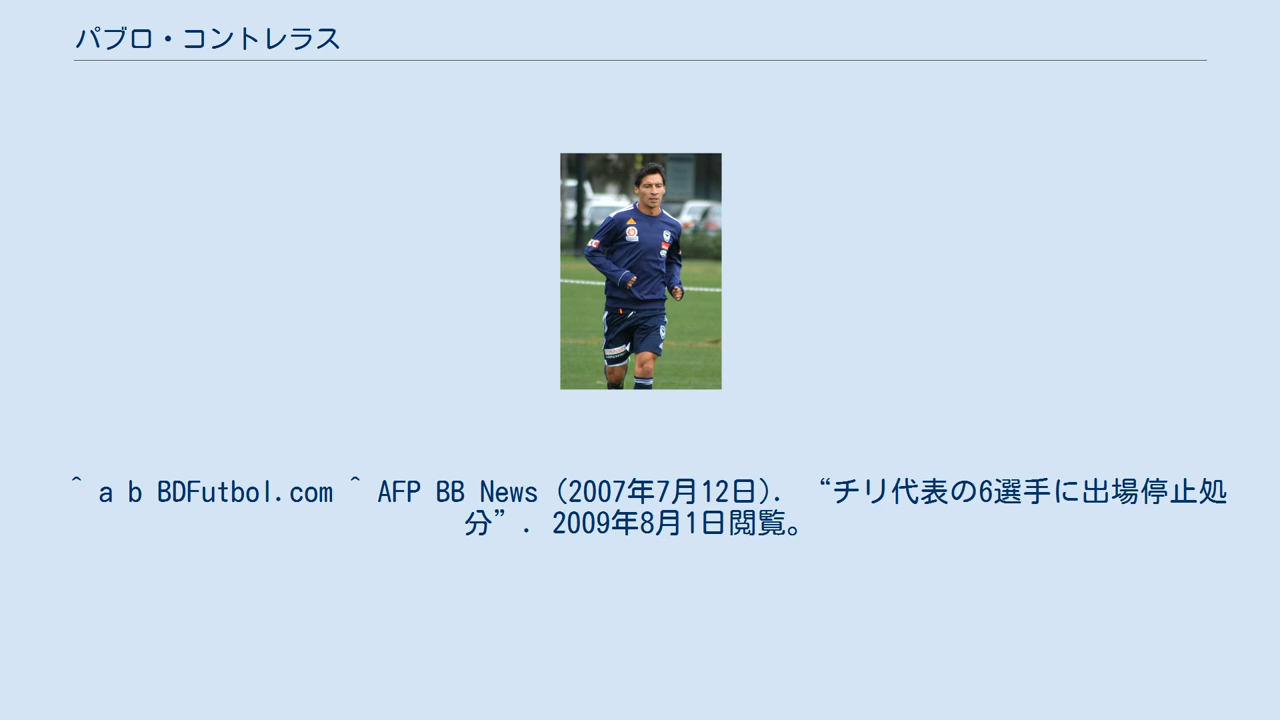 パブロ・コントレラス
^ a b BDFutbol.com ^ AFP BB News (2007年7月12日). “チリ代表の6選手に出場停止処
分”. 2009年8月1日閲覧。